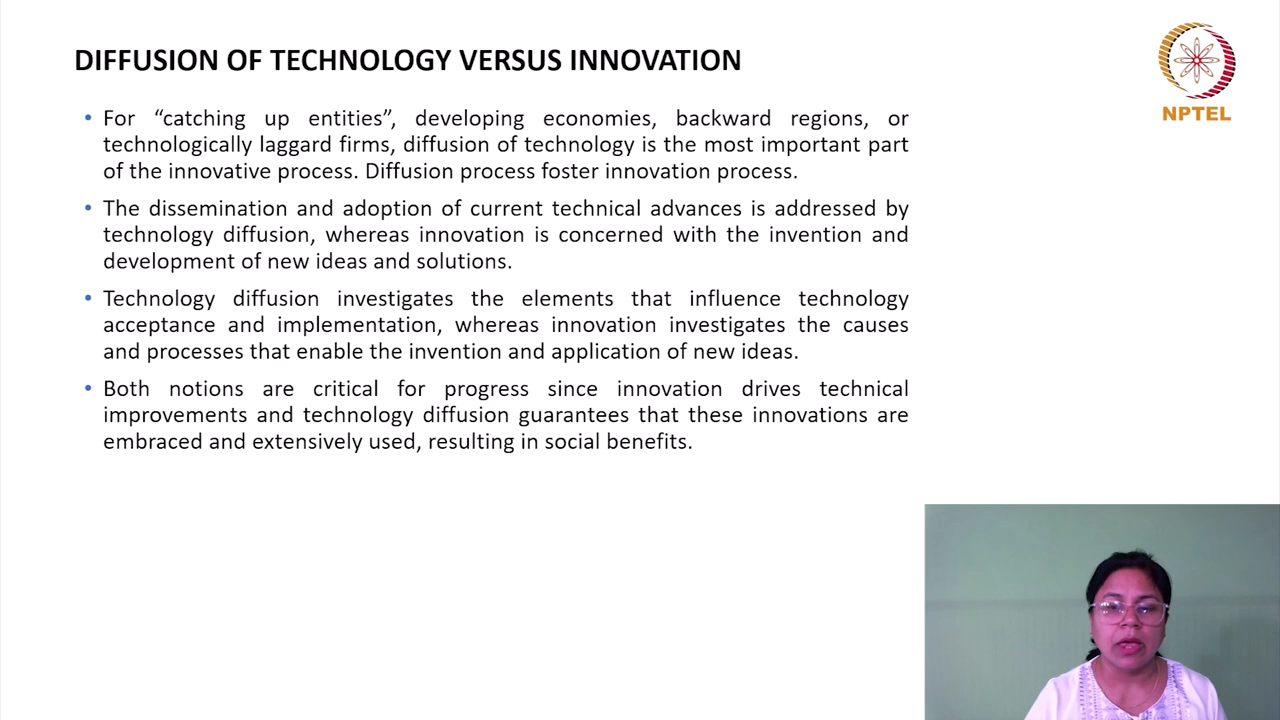 DIFFUSION OF TECHNOLOGY VERSUS INNOVATION
NPTEL
• For “catching up entities”, developing economies, backward regions, or
technologically laggard firms, diffusion of technology is the most important part
of the innovative process. Diffusion process foster innovation process.
• The dissemination and adoption of current technical advances is addressed by
technology diffusion, whereas innovation is concerned with the invention and
development of new ideas and solutions.
• Technology diffusion investigates the elements that influence technology
acceptance and implementation, whereas innovation investigates the causes
and processes that enable the invention and application of new ideas.
• Both notions are critical for progress since innovation drives technical
improvements and technology diffusion guarantees that these innovations are
embraced and extensively used, resulting in social benefits.